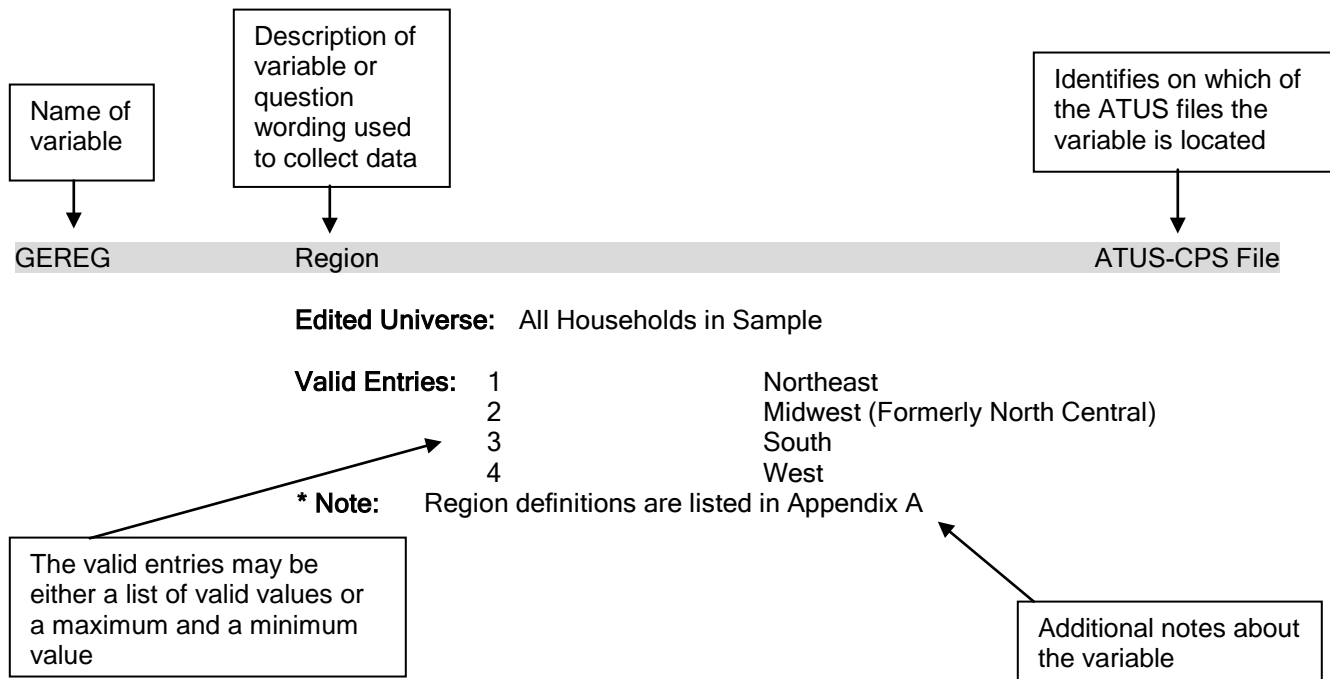 Name of
variable
Description of
variable or
question
wording used
to collect data
Identifies on which of
the ATUS files the
variable is located
GEREG Region ATUS-CPS File
Edited Universe: All Households in Sample
Valid Entries: 1 Northeast
2 Midwest (Formerly North Central)
3 South
4 West
* Note: Region definitions are listed in Appendix A
The valid entries may be
either a list of valid values or
a maximum and a minimum
value
Additional notes about
the variable